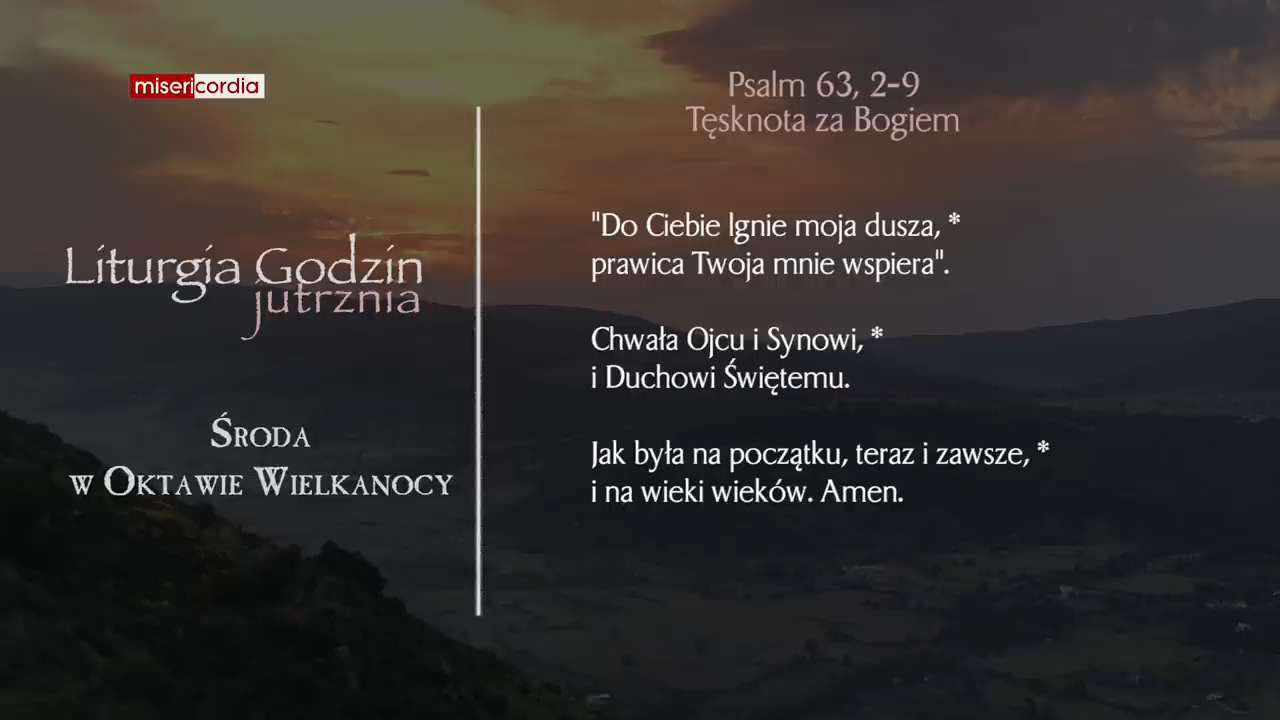 misericordia
Liturgia Godzin
jutrznia
Środa
w Oktawie Wielkanocy
Psalm 63, 2-9
Tęsknota za Bogiem
"Do Ciebie lgnie moja dusza, *
prawica Twoja mnie wspiera".
Chwała Ojcu i Synowi, *
i Duchowi Świętemu.
Jak była na początku, teraz i zawsze, *
i na wieki wieków. Amen.